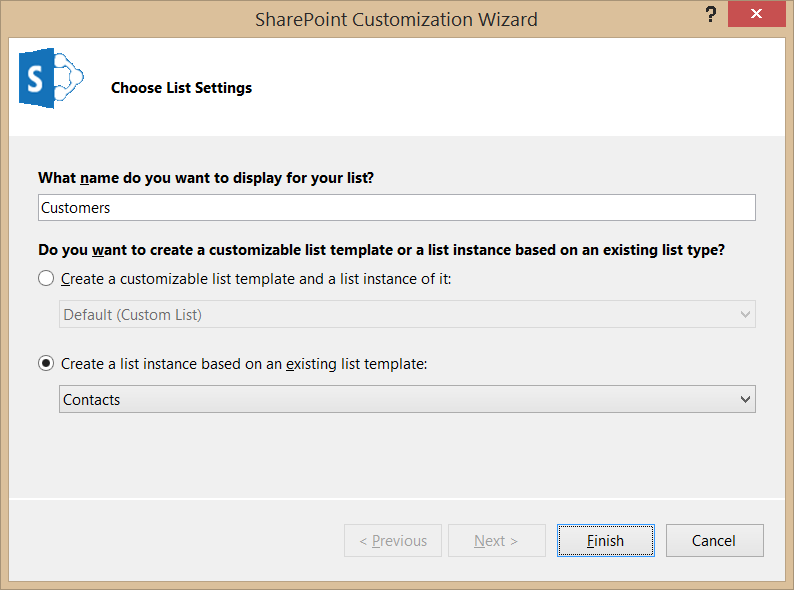 SharePoint Customization Wizard
?
S
Choose List Settings
What name do you want to display for your list?
Customers
Do you want to create a customizable list template or a list instance based on an existing list type?
Create a customizable list template and a list instance of it:
Default (Custom List)
Create a list instance based on an existing list template:
Contacts
< Previous
Next >
Finish
Cancel